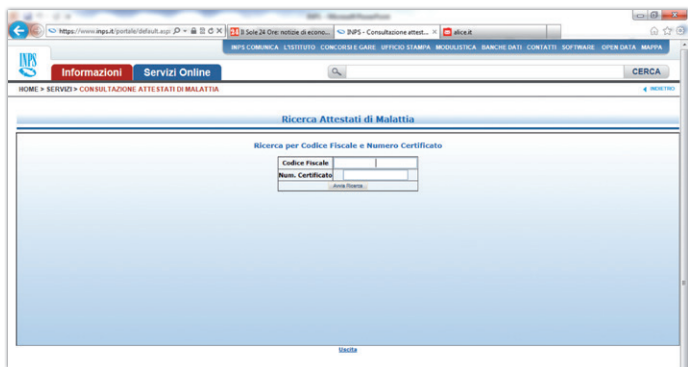 https://www.inps.it/portale/default.aspx
24 Il Sole 24 Ore: notizie di econo...
INPS - Consultazione attest...
alice.it
INPS COMUNICA L'ISTITUTO CONCORSI E GARE UFFICIO STAMPA MODULISTICA BANCHE DATI CONTATTI SOFTWARE OPEN DATA MAPPA
INPS
Informazioni
Servizi Online
CERCA
HOME > SERVIZI > CONSULTAZIONE ATTESTATI DI MALATTIA
INDIETRO
Ricerca Attestati di Malattia
Ricerca per Codice Fiscale e Numero Certificato
Codice Fiscale
Num. Certificato
Avvia Ricerca
Uscita